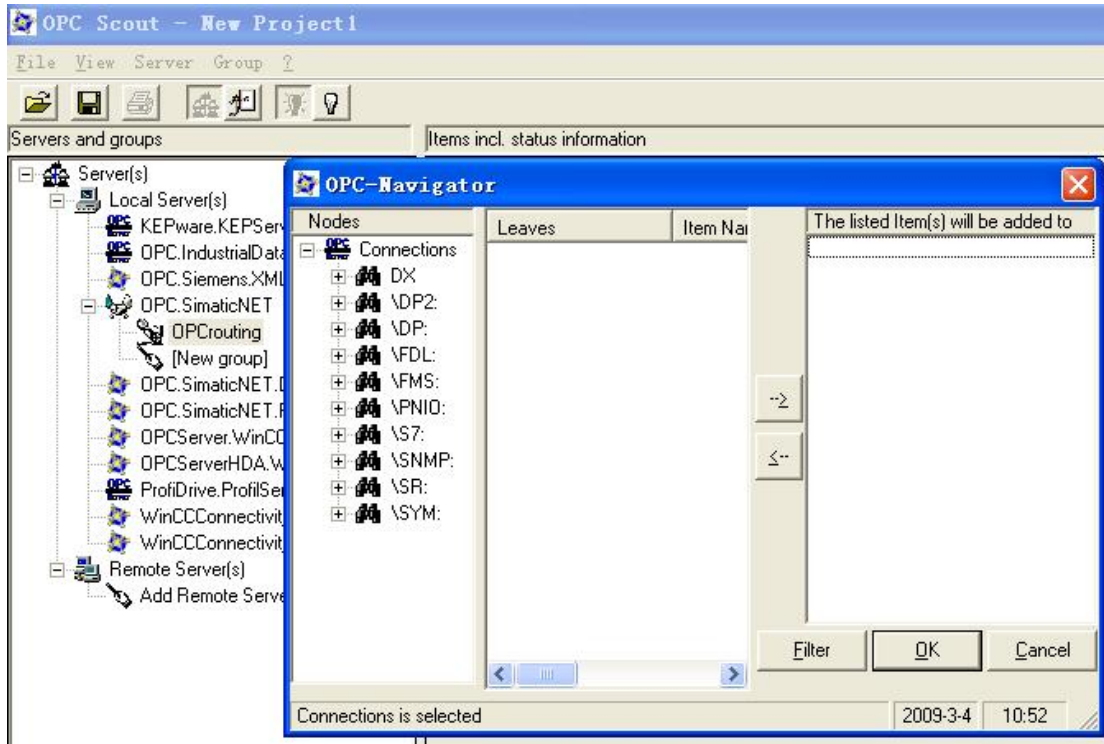 OPC Scout - New Project1
File View Server Group ?
Servers and groups
Items incl. status information
Server(s)
Local Server(s)
KEPware.KEPServ
OPC.IndustrialData
OPC.Siemens.XML
OPC.SimaticNET
OPCrouting
[New group]
OPC.SimaticNET.D
OPC.SimaticNET.P
OPCServer.WinCC
OPCServerHDA.W
ProfiDrive.ProfilSer
WinCCConnectivit
WinCCConnectivit
Remote Server(s)
Add Remote Serve
OPC-Navigator
Nodes
Leaves
Item Nam
The listed Item(s) will be added to
Connections
DX
\DP2:
\DP:
\FDL:
\FMS:
\PNIO:
\S7:
\SNMP:
\SR:
\SYM:
-->
<--
Filter
OK
Cancel
Connections is selected
2009-3-4
10:52